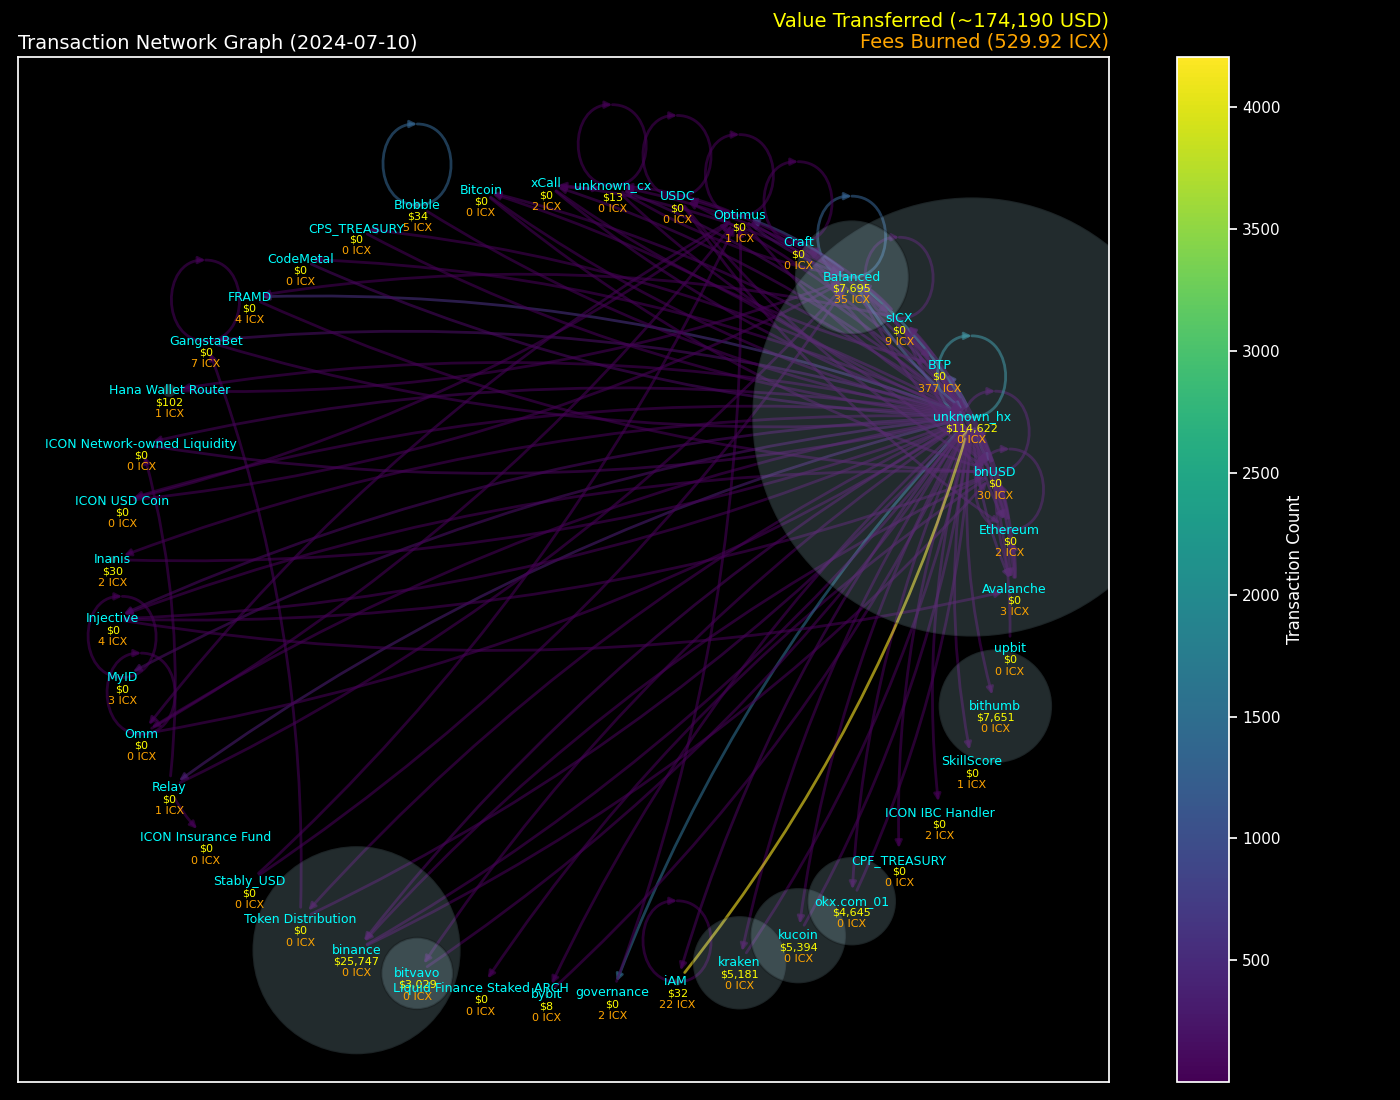 Value Transferred (~174,190 USD)
Transaction Network Graph (2024-07-10)
Fees Burned (529.92 ICX)
xCall
$0
2 ICX
unknown_cx
$13
0 ICX
Bitcoin
$0
0 ICX
USDC
$0
0 ICX
Blobble
$34
5 ICX
Optimus
$0
1 ICX
CPS_TREASURY
$0
0 ICX
Craft
$0
0 ICX
CodeMetal
$0
0 ICX
Balanced
$7,695
35 ICX
FRAMD
$0
4 ICX
sICX
$0
9 ICX
GangstaBet
$0
7 ICX
BTP
$0
377 ICX
Hana Wallet Router
$102
1 ICX
unknown_hx
$114,622
0 ICX
ICON Network-owned Liquidity
$0
0 ICX
bnUSD
$0
30 ICX
ICON USD Coin
$0
0 ICX
Ethereum
$0
2 ICX
Inanis
$30
2 ICX
Avalanche
$0
3 ICX
Injective
$0
4 ICX
upbit
$0
0 ICX
MyID
$0
3 ICX
bithumb
$7,651
0 ICX
Omm
$0
0 ICX
SkillScore
$0
1 ICX
Relay
$0
1 ICX
ICON IBC Handler
$0
2 ICX
ICON Insurance Fund
$0
0 ICX
CPF_TREASURY
$0
0 ICX
Stably_USD
$0
0 ICX
okx.com_01
$4,645
0 ICX
Token Distribution
$0
0 ICX
kucoin
$5,394
0 ICX
binance
$25,747
0 ICX
kraken
$5,181
0 ICX
bitvavo
$3,029
0 ICX
iAM
$32
22 ICX
Liquid Finance Staked ARCH
$0
0 ICX
bybit
$8
0 ICX
governance
$0
2 ICX
4000
3500
3000
2500
2000
1500
1000
500
Transaction Count